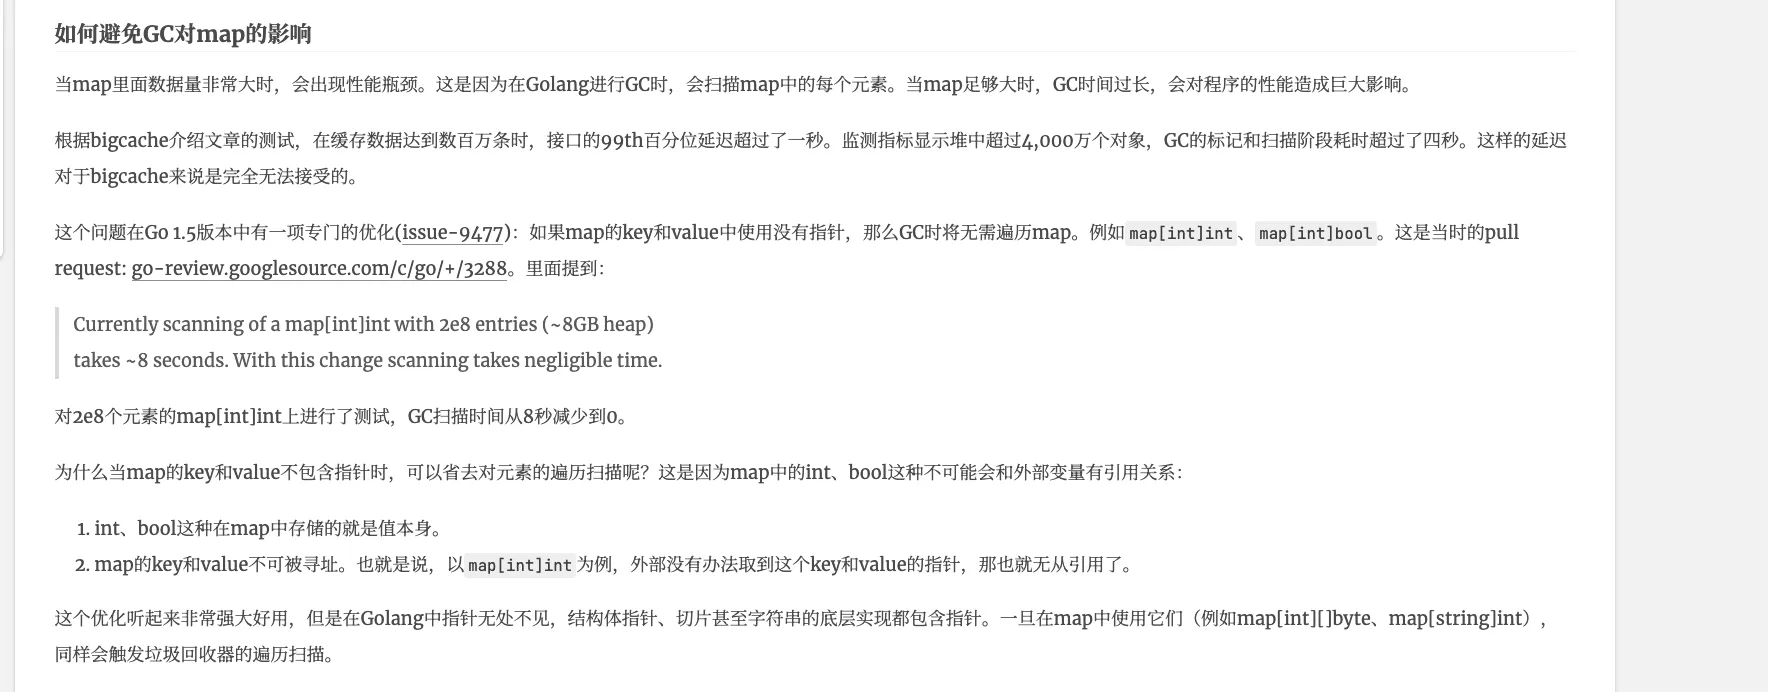 如何避免GC对map的影响
当map里面数据量非常大时，会出现性能瓶颈。这是因为在Golang进行GC时，会扫描map中的每个元素。当map足够大时，GC时间过长，会对程序的性能造成巨大影响。
根据bigcache介绍文章的测试，在缓存数据达到数百万条时，接口的99th百分位延迟超过了一秒。监测指标显示堆中超过4,000万个对象，GC的标记和扫描阶段耗时超过了四秒。这样的延迟
对于bigcache来说是完全无法接受的。
这个问题在Go 1.5版本中有一项专门的优化(issue-9477)：如果map的key和value中使用没有指针，那么GC时将无需遍历map。例如map[int]int、map[int]bool。这是当时的pull
request: go-review.googlesource.com/c/go/+/3288。里面提到：
Currently scanning of a map[int]int with 2e8 entries (~8GB heap)
takes ~8 seconds. With this change scanning takes negligible time.
对2e8个元素的map[int]int上进行了测试，GC扫描时间从8秒减少到0。
为什么当map的key和value不包含指针时，可以省去对元素的遍历扫描呢？这是因为map中的int、bool这种不可能会和外部变量有引用关系：
1. int、bool这种在map中存储的就是值本身。
2. map的key和value不可被寻址。也就是说，以map[int]int为例，外部没有办法取到这个key和value的指针，那也就无从引用了。
这个优化听起来非常强大好用，但是在Golang中指针无处不见，结构体指针、切片甚至字符串的底层实现都包含指针。一旦在map中使用它们（例如map[int][]byte、map[string]int），
同样会触发垃圾回收器的遍历扫描。